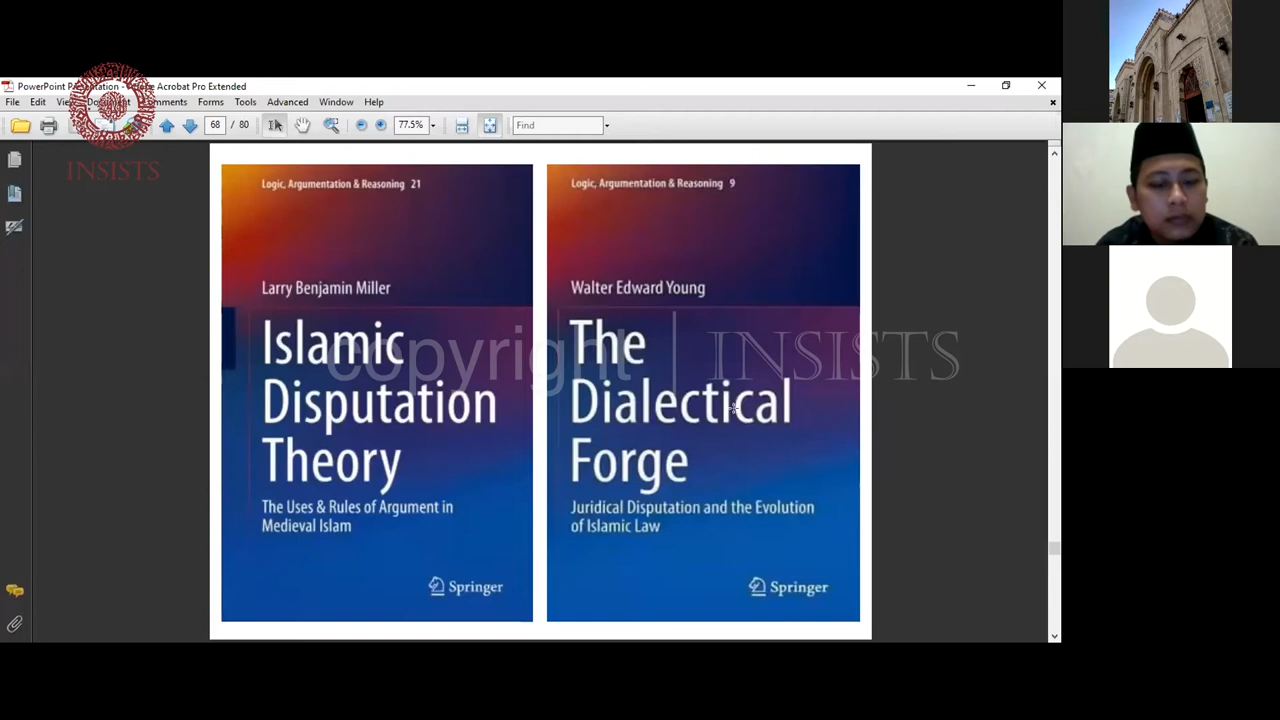 PowerPoint P
Acrobat Pro Extended
File Edit
Document
Comments Forms Tools Advanced Window Help
68 / 80
77.5%
Find
INSISTS
Logic, Argumentation & Reasoning 21
Larry Benjamin Miller
Islamic
Disputation
Theory
The Uses & Rules of Argument in
Medieval Islam
Springer
Logic, Argumentation & Reasoning 9
Walter Edward Young
The
Dialectical
Forge
Juridical Disputation and the Evolution
of Islamic Law
Springer
copyright | INSISTS